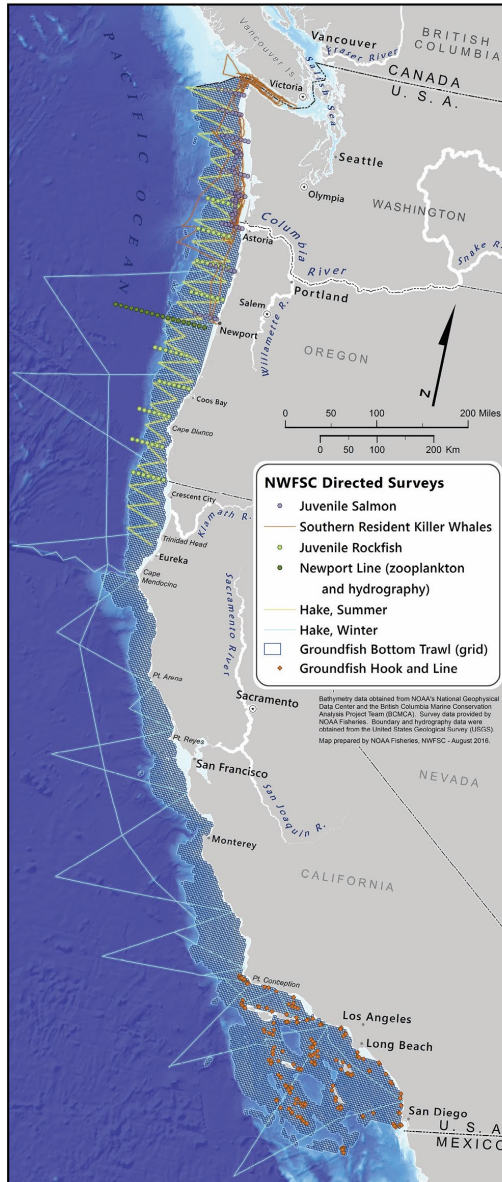 BRITISH
COLUMBIA
Vancouver
Fraser River
Vancouver Is.
Salish Sea
Victoria
CANADA
U. S. A.
PACIFIC OCEAN
Seattle
Olympia
WASHINGTON
Snake R.
Columbia
River
Astoria
Portland
Salem
Willamette R.
Newport
OREGON
N
Coos Bay
Cape Blanco
0 50 100 200 Miles
0 50 100 200 Km
Crescent City
Klamath R.
Trinidad Head
Eureka
Cape
Mendocino
NWFSC Directed Surveys
Juvenile Salmon
Southern Resident Killer Whales
Juvenile Rockfish
Newport Line (zooplankton
and hydrography)
Hake, Summer
Hake, Winter
Groundfish Bottom Trawl (grid)
Groundfish Hook and Line
Sacramento River
Pt. Arena
Sacramento
Bathymetry data obtained from NOAA's National Geophysical
Data Center and the British Columbia Marine Conservation
Analysis Project Team (BCMCA). Survey data provided by
NOAA Fisheries. Boundary and hydrography data were
obtained from the United States Geological Survey (USGS).
Map prepared by NOAA Fisheries, NWFSC - August 2016.
Pt. Reyes
San Francisco
San Joaquin R.
NEVADA
Monterey
CALIFORNIA
Pt. Conception
Los Angeles
Long Beach
San Diego
U. S. A
MEXICO